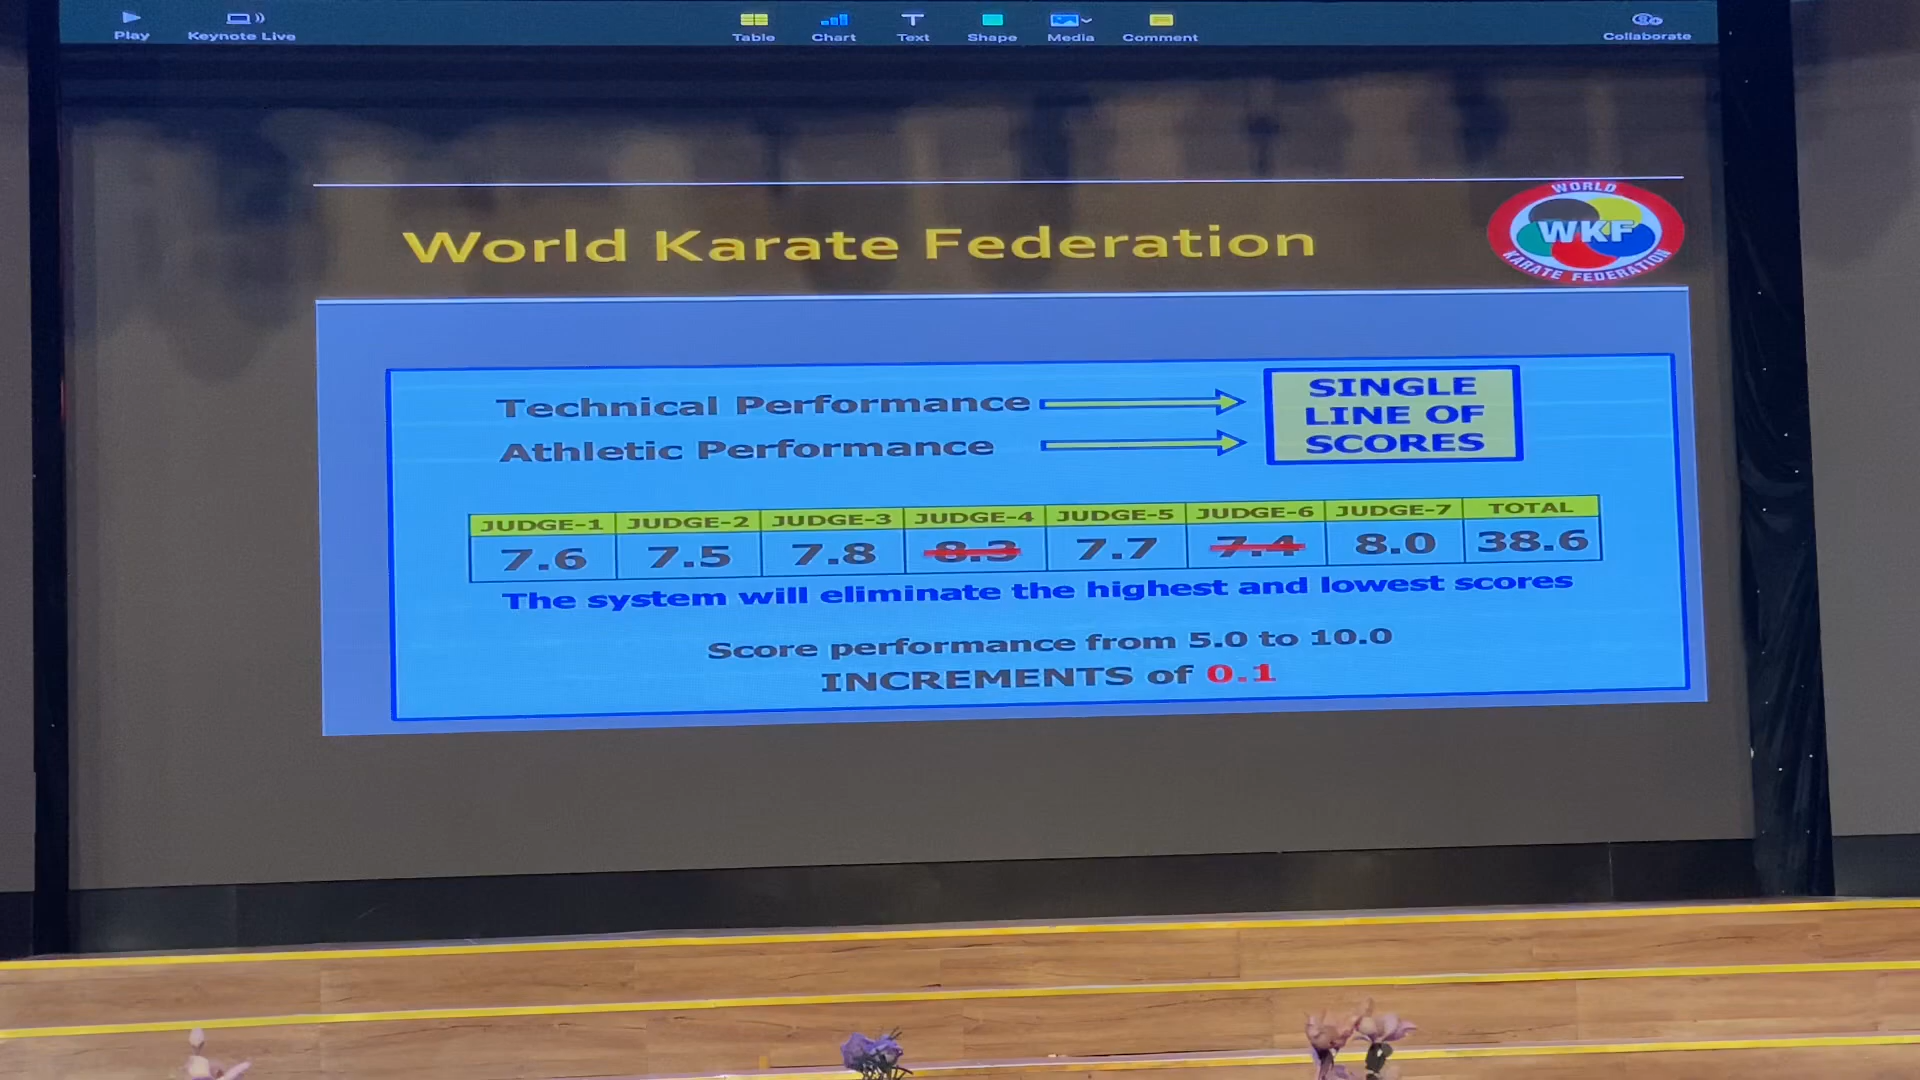 Play Keynote Live Table Chart Text Shape Media Comment Collaborate
World Karate Federation
WORLD
WKF
KARATE FEDERATION
Technical Performance
Athletic Performance
SINGLE
LINE OF
SCORES
JUDGE-1 JUDGE-2 JUDGE-3 JUDGE-4 JUDGE-5 JUDGE-6 JUDGE-7 TOTAL
7.6 7.5 7.8 8.3 7.7 7.4 8.0 38.6
The system will eliminate the highest and lowest scores
Score performance from 5.0 to 10.0
INCREMENTS of 0.1